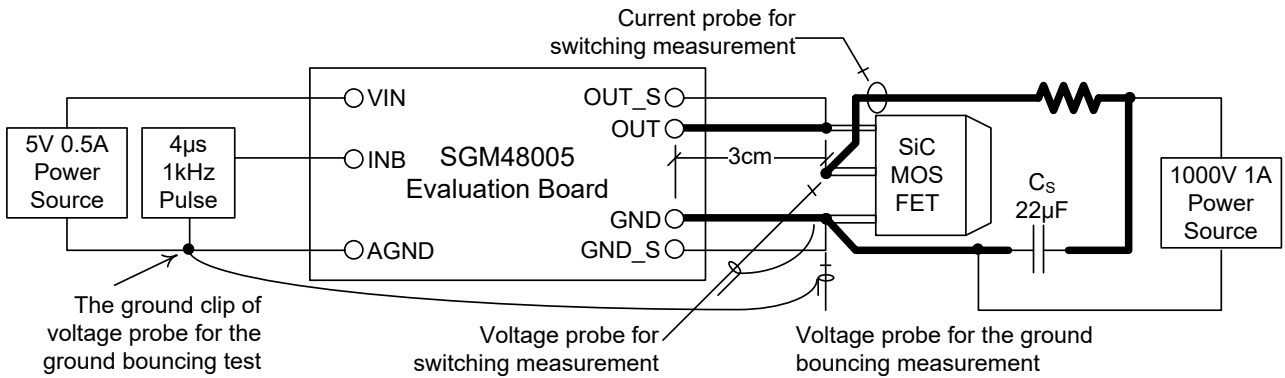 Current probe for
switching measurement
VIN
OUT_S
OUT
5V 0.5A
Power
Source
4µs
1kHz
Pulse
INB
SGM48005
Evaluation Board
3cm
SiC
MOS
FET
CS
22µF
1000V 1A
Power
Source
GND
AGND
GND_S
The ground clip of
voltage probe for the
ground bouncing test
Voltage probe for
switching measurement
Voltage probe for the ground
bouncing measurement